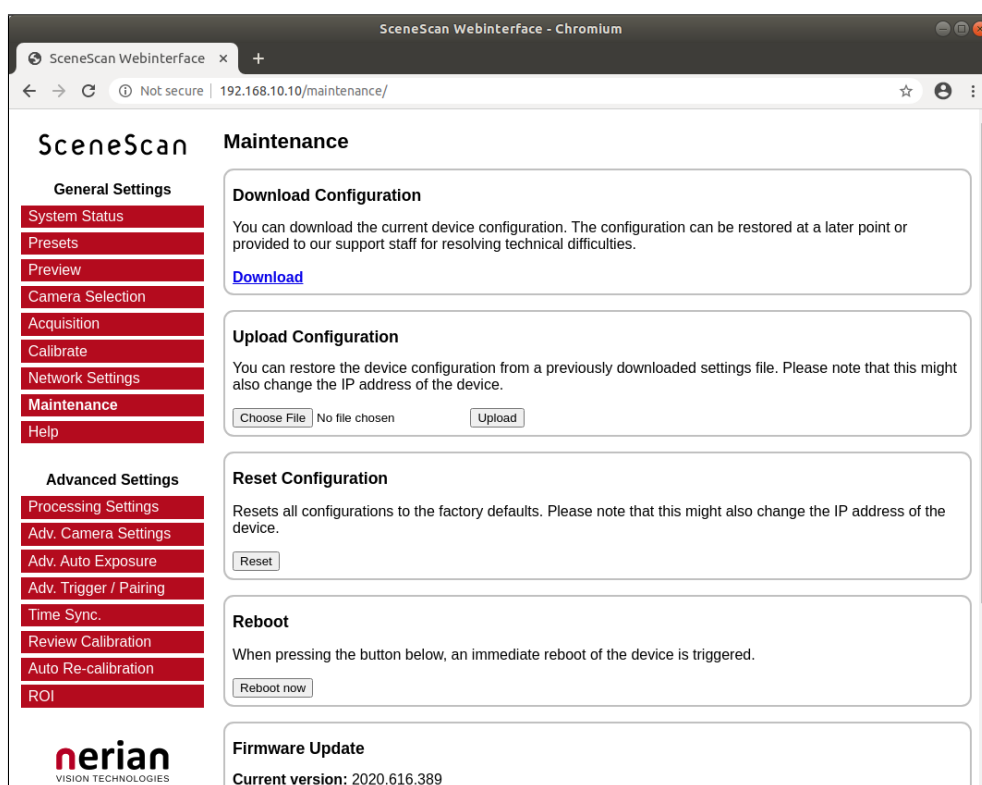 SceneScan Webinterface - Chromium
SceneScan Webinterface
Not secure
192.168.10.10/maintenance/
SceneScan
General Settings
System Status
Presets
Preview
Camera Selection
Acquisition
Calibrate
Network Settings
Maintenance
Help
Advanced Settings
Processing Settings
Adv. Camera Settings
Adv. Auto Exposure
Adv. Trigger / Pairing
Time Sync.
Review Calibration
Auto Re-calibration
ROI
nerian
VISION TECHNOLOGIES
Maintenance
Download Configuration
You can download the current device configuration. The configuration can be restored at a later point or
provided to our support staff for resolving technical difficulties.
Download
Upload Configuration
You can restore the device configuration from a previously downloaded settings file. Please note that this might
also change the IP address of the device.
Choose File No file chosen Upload
Reset Configuration
Resets all configurations to the factory defaults. Please note that this might also change the IP address of the
device.
Reset
Reboot
When pressing the button below, an immediate reboot of the device is triggered.
Reboot now
Firmware Update
Current version: 2020.616.389